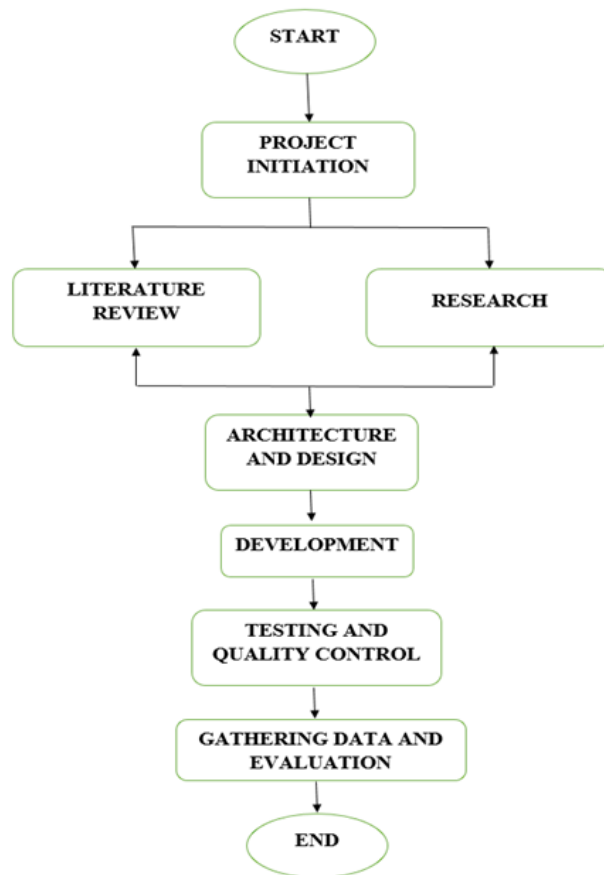 START
PROJECT
INITIATION
LITERATURE
REVIEW
RESEARCH
ARCHITECTURE
AND DESIGN
DEVELOPMENT
TESTING AND
QUALITY CONTROL
GATHERING DATA AND
EVALUATION
END